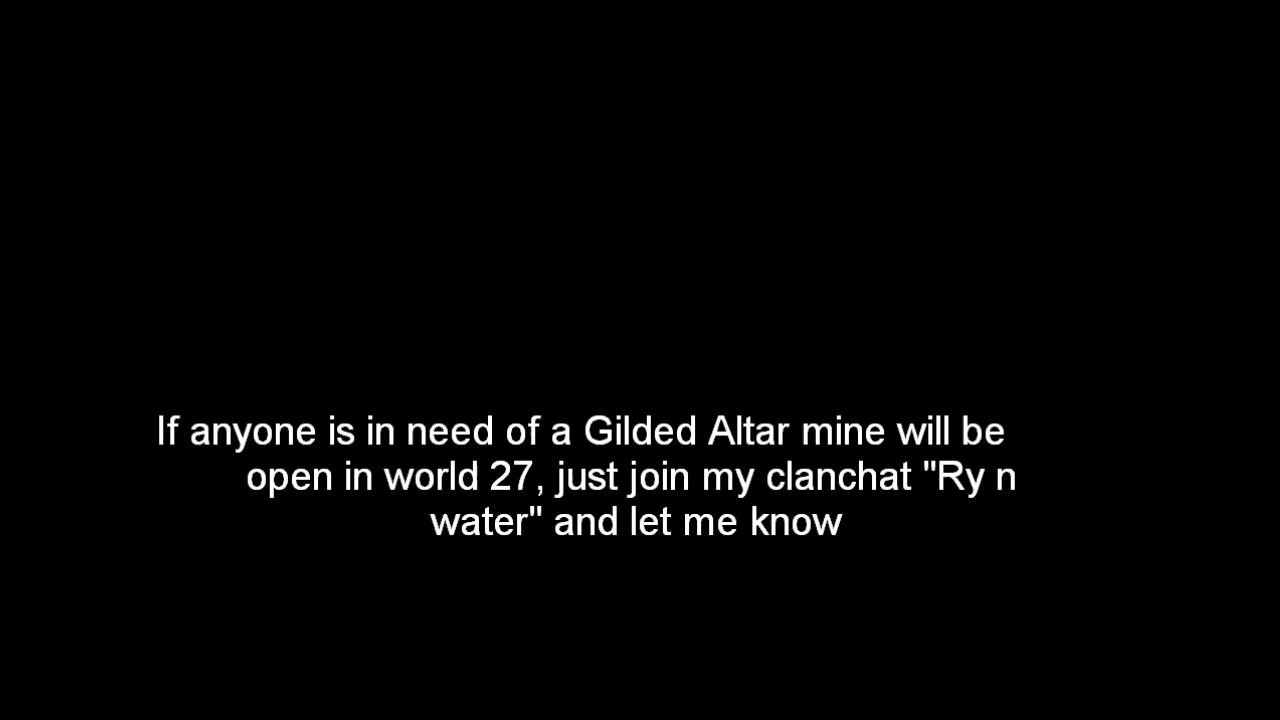 If anyone is in need of a Gilded Altar mine will be
open in world 27, just join my clanchat "Ry n
water" and let me know